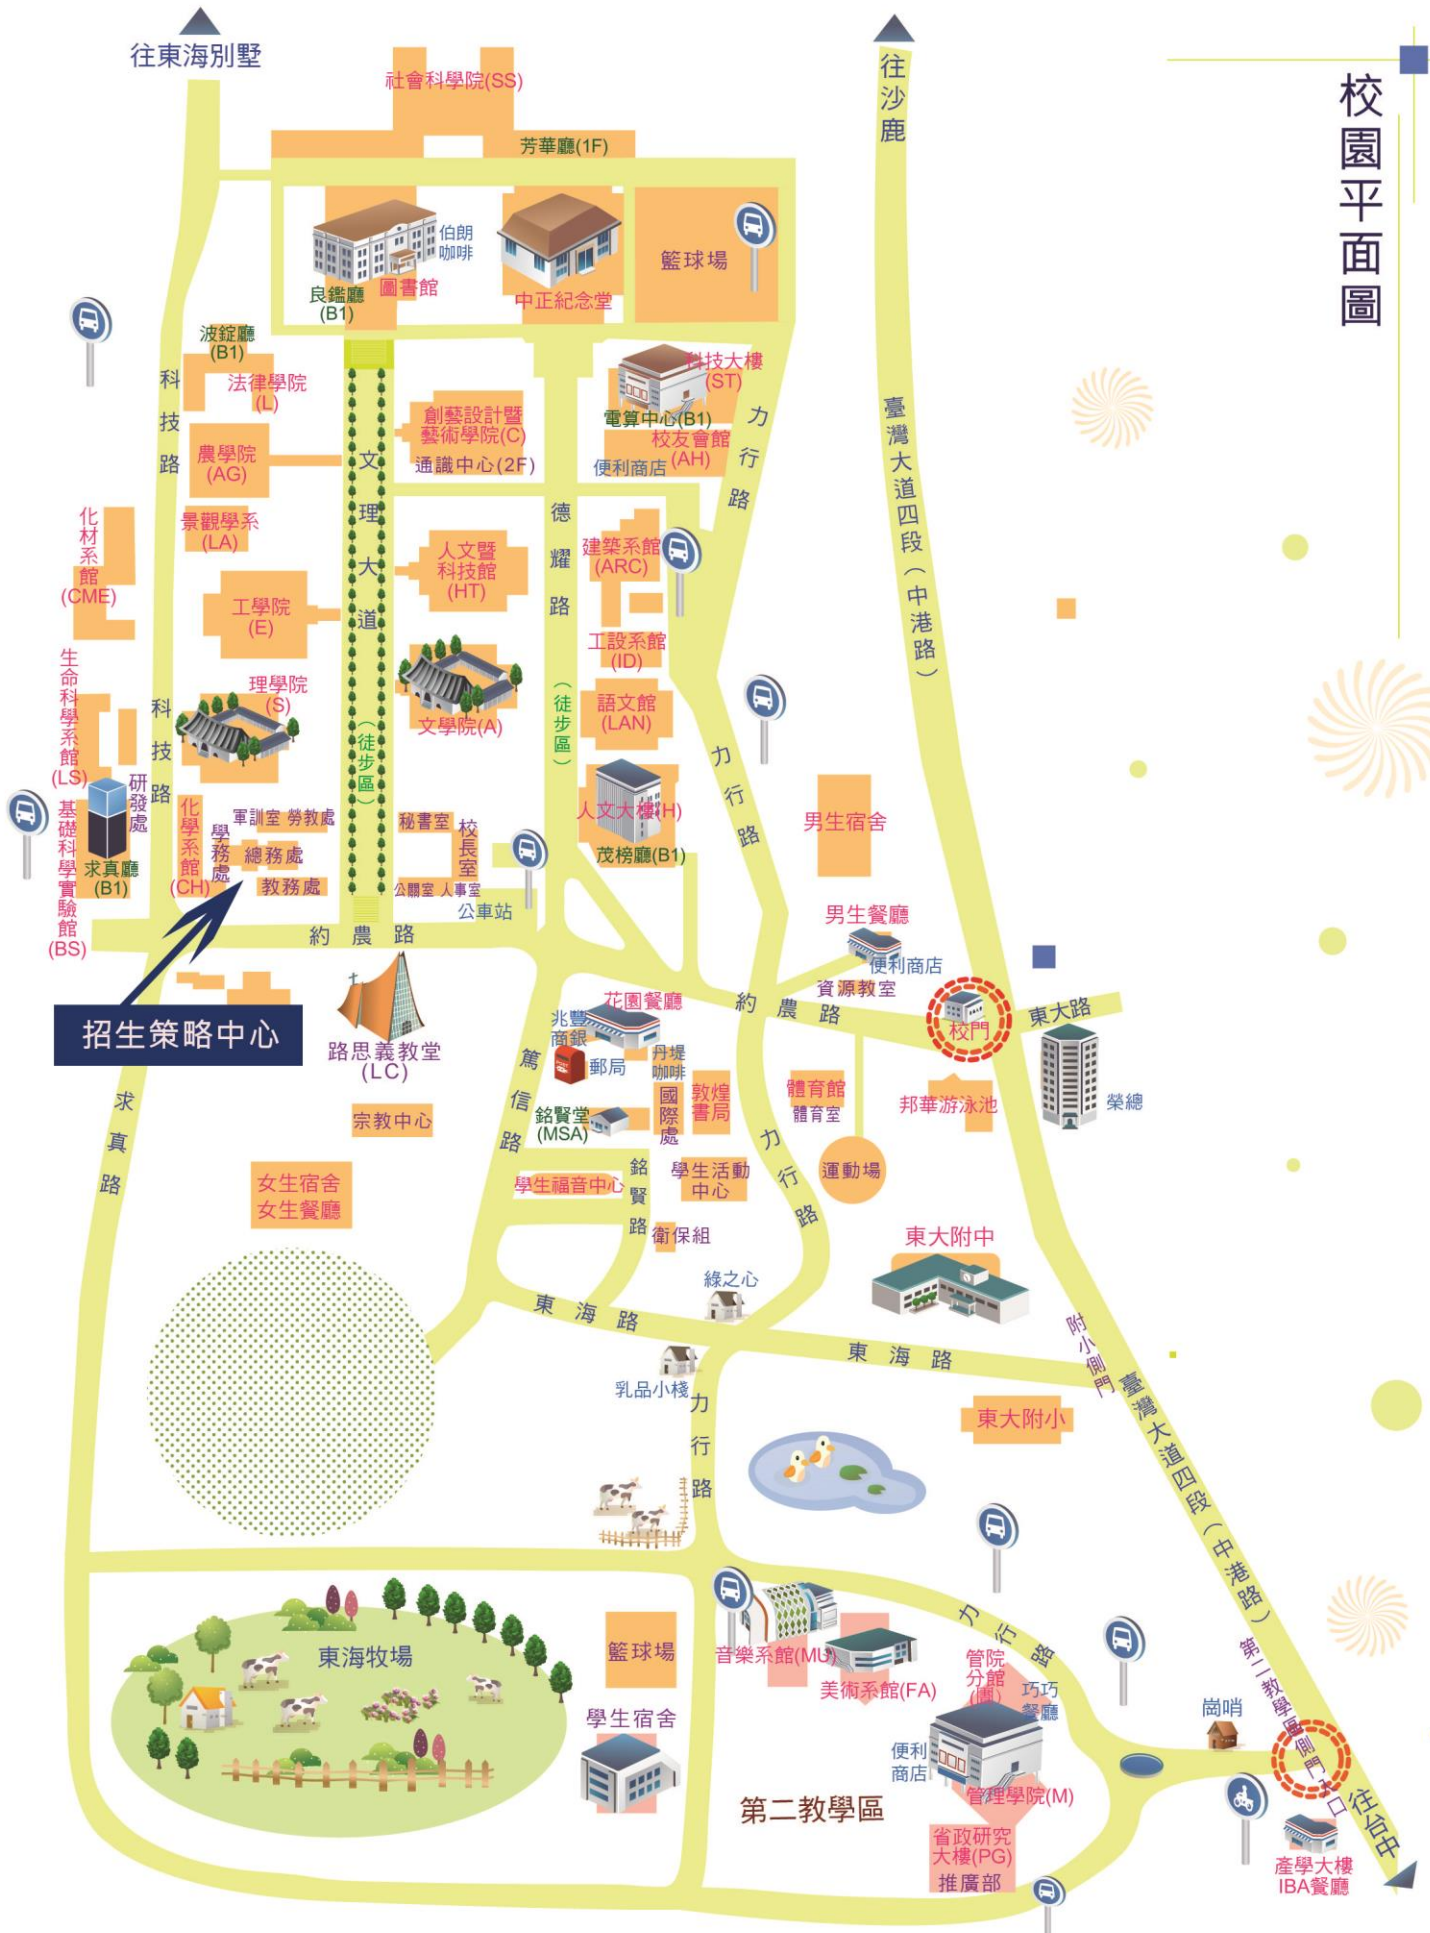 校園平面圖
往東海別墅
往沙鹿
社會科學院(SS)
芳華廳(1F)
伯朗
咖啡
良鑑廳
(B1)
圖書館
中正紀念堂
籃球場
波錠廳
(B1)
法律學院
(L)
科技路
農學院
(AG)
文理大道
創藝設計暨
藝術學院(C)
通識中心(2F)
科技大樓
(ST)
電算中心(B1)
校友會館
(AH)
便利商店
力行路
臺灣大道四段(中港路)
化材系館
(CME)
景觀學系
(LA)
德耀路
人文暨
科技館
(HT)
建築系館
(ARC)
工學院
(E)
工設系館
(ID)
生命科學系館
(LS)
理學院
(S)
科技路
(徒步區)
文學院(A)
(徒步區)
語文館
(LAN)
力行路
研發處
基礎科學實驗館
(BS)
求真廳
(B1)
化學系館
(CH)
學務處
軍訓室 勞教處
總務處
教務處
秘書室
校長室
公關室 人事室
公車站
人文大樓(H)
茂榜廳(B1)
男生宿舍
約農路
男生餐廳
便利商店
資源教室
約農路
校門
東大路
招生策略中心
路思義教堂
(LC)
花園餐廳
兆豐
商銀
郵局
丹堤
咖啡
篤信路
國際處
敦煌
書局
體育館
體育室
邦華游泳池
榮總
求真路
宗教中心
銘賢堂
(MSA)
學生福音中心
銘賢路
學生活動
中心
力行路
運動場
女生宿舍
女生餐廳
衛保組
東大附中
綠之心
東海路
東海路
附小側門
乳品小棧
力行路
東大附小
臺灣大道四段(中港路)
東海牧場
籃球場
音樂系館(MU)
美術系館(FA)
力行路
管院
分館
巧巧
餐廳
學生宿舍
便利
商店
管理學院(M)
第二教學區
省政研究
大樓(PG)
推廣部
崗哨
第二教學區側門入口
往台中
產學大樓
IBA餐廳